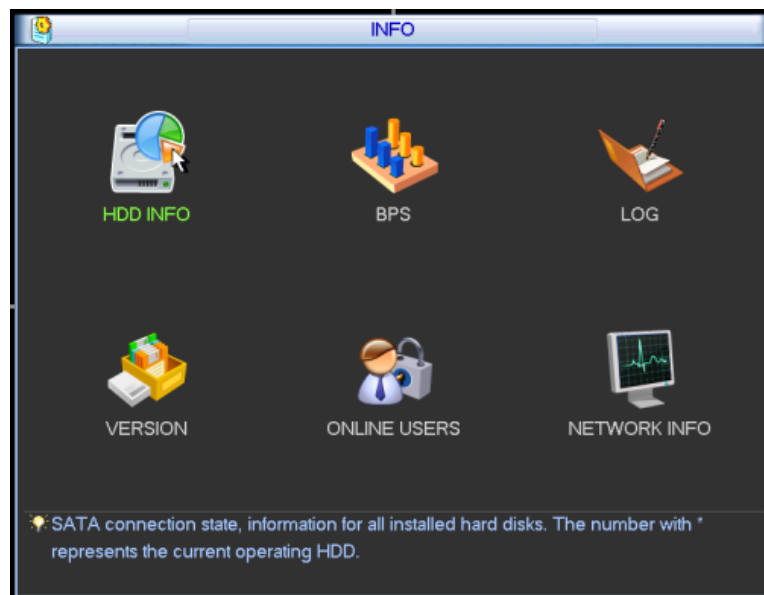 INFO
HDD INFO
BPS
LOG
VERSION
ONLINE USERS
NETWORK INFO
SATA connection state, information for all installed hard disks. The number with *
represents the current operating HDD.